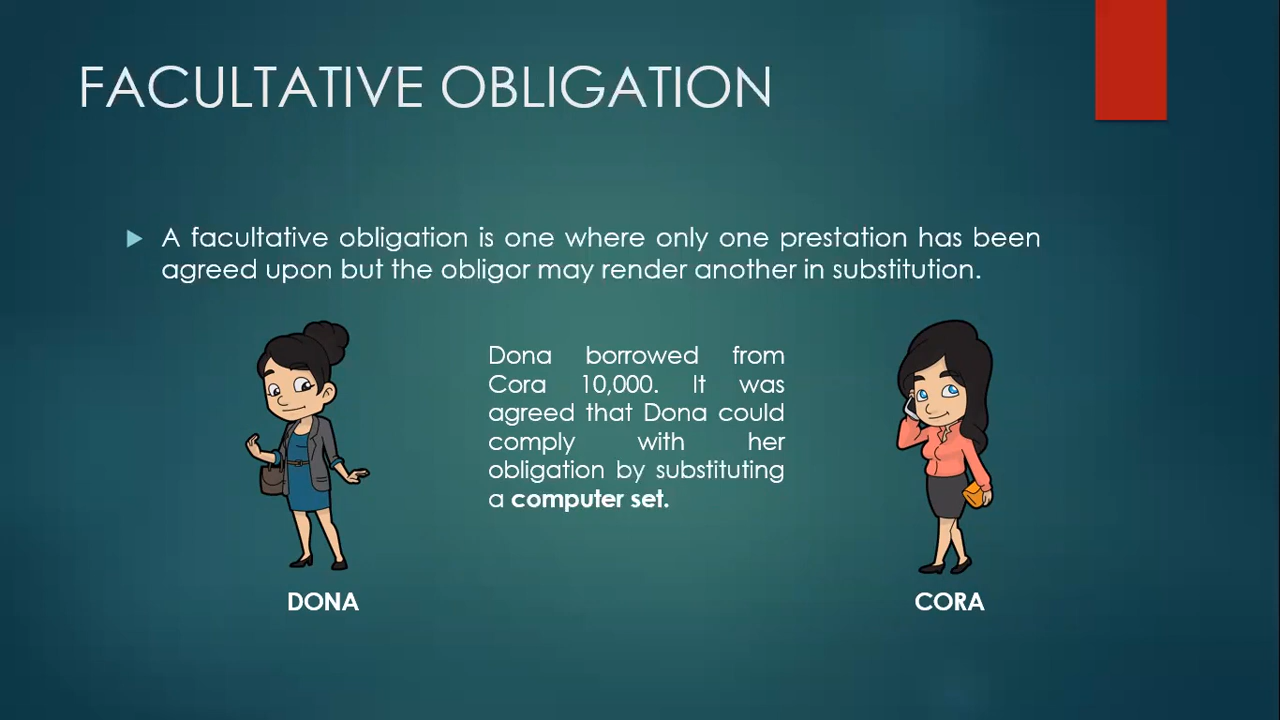 FACULTATIVE OBLIGATION
A facultative obligation is one where only one prestation has been
agreed upon but the obligor may render another in substitution.
Dona borrowed from
Cora 10,000. It was
agreed that Dona could
comply with her
obligation by substituting
a computer set.
DONA
CORA